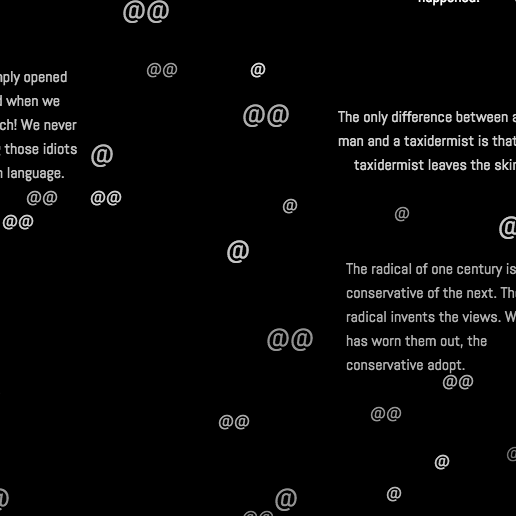 @@
happened.
@@ @
nply opened
d when we
ch! We never
those idiots
language.
@@
@
@@ @@
@@
The only difference between a
man and a taxidermist is that
taxidermist leaves the skin
@
@
@
@
The radical of one century is
conservative of the next. The
radical invents the views. W
has worn them out, the
conservative adopt.
@@
@@
@@
@@
@
@
@
@
@
@@